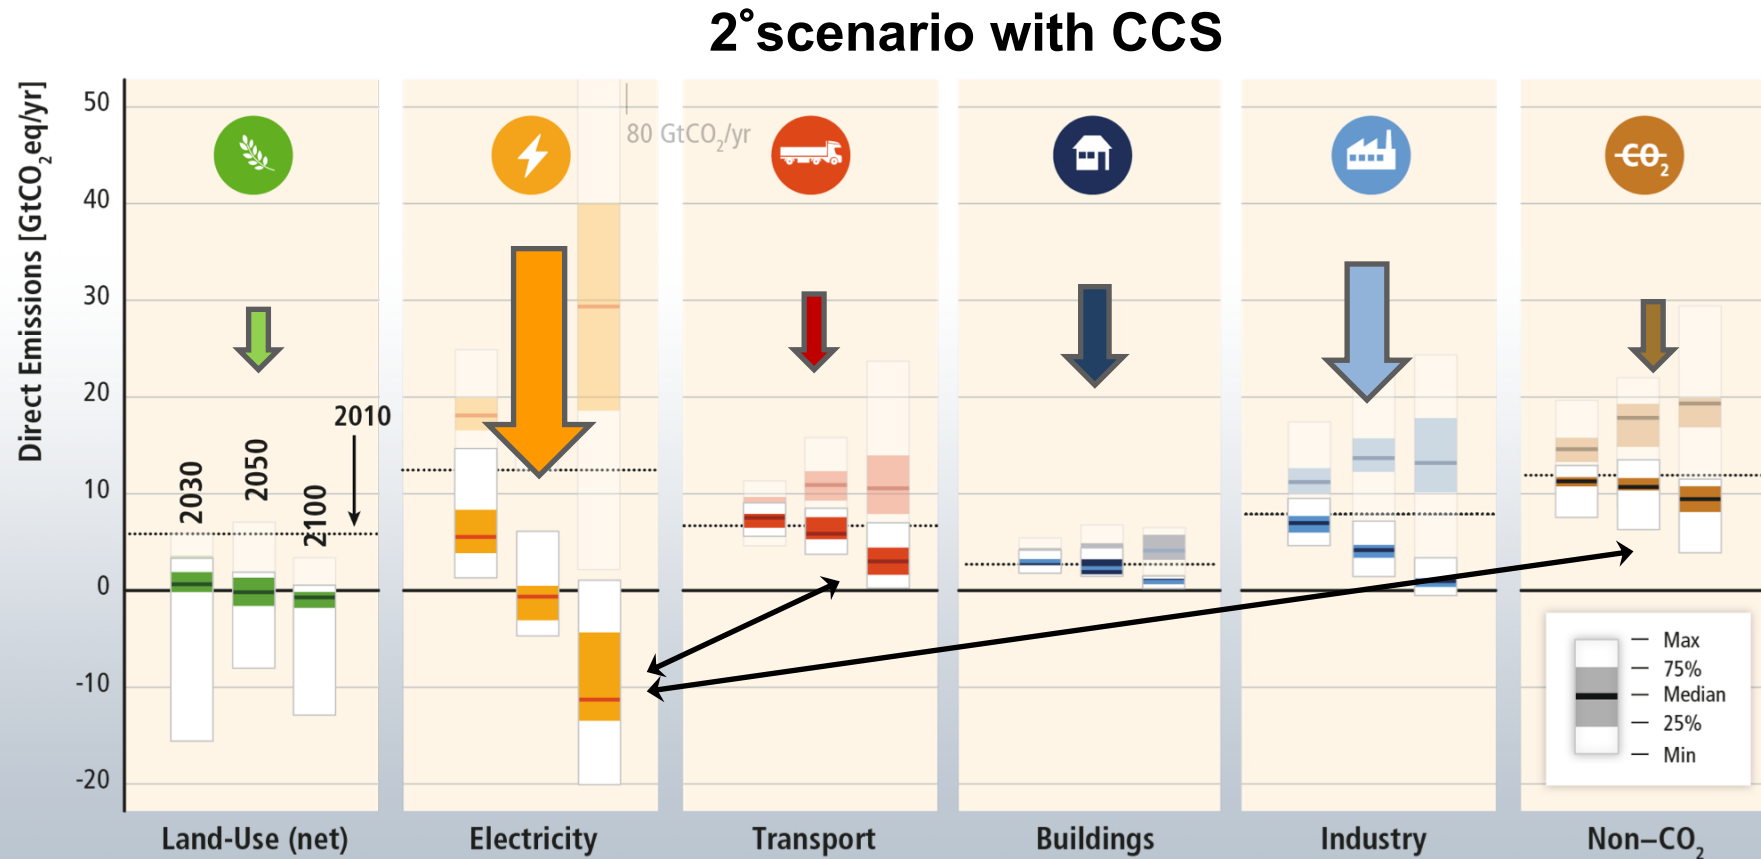 2°scenario with CCS
Direct Emissions [GtCO₂eq/yr]
50
40
30
20
10
0
-10
-20
80 GtCO₂/yr
CO₂
2010
2030
2050
2100
Max
75%
Median
25%
Min
Land-Use (net)
Electricity
Transport
Buildings
Industry
Non–CO₂